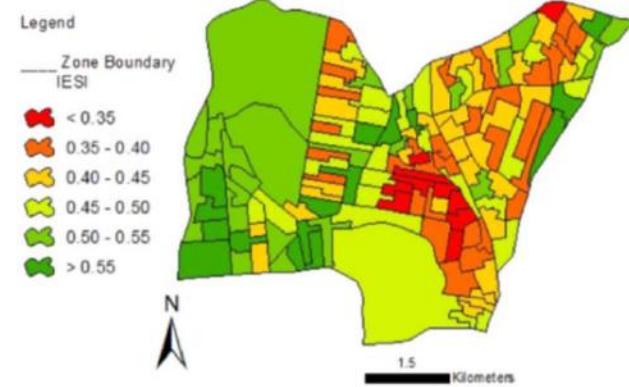 Legend
Zone Boundary
IESI
< 0.35
0.35 - 0.40
0.40 - 0.45
0.45 - 0.50
0.50 - 0.55
> 0.55
N
1.5
Kilometers